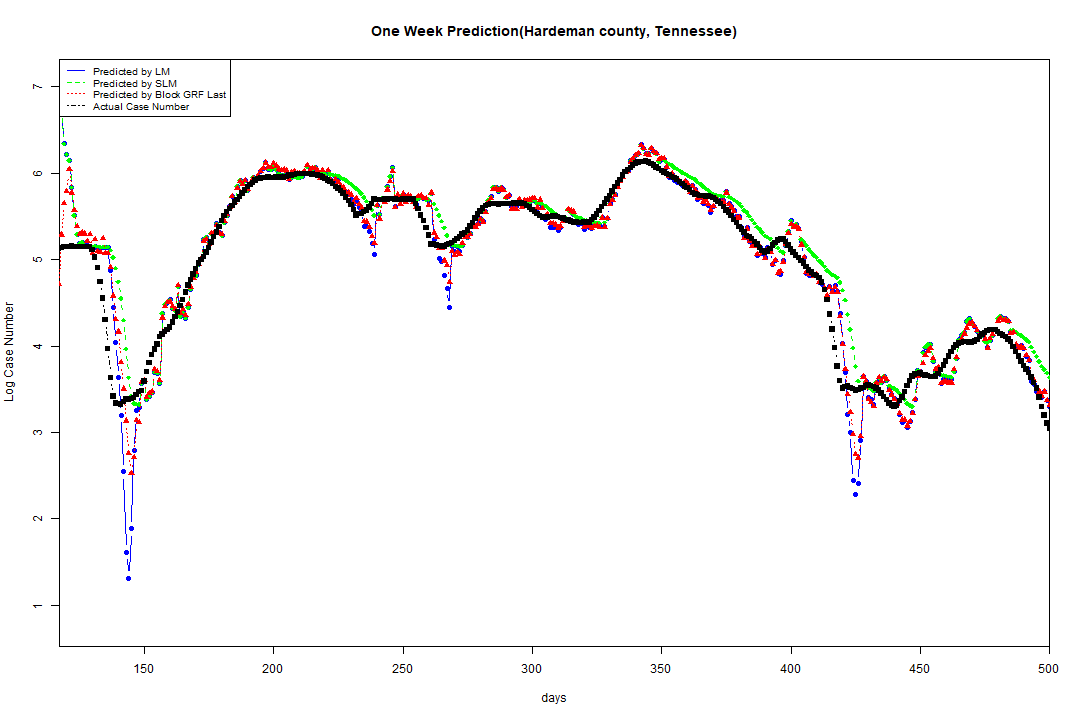 One Week Prediction(Hardeman county, Tennessee)
Predicted by LM
Predicted by SLM
Predicted by Block GRF Last
Actual Case Number
7
6
5
4
3
2
1
Log Case Number
150 200 250 300 350 400 450 500
days